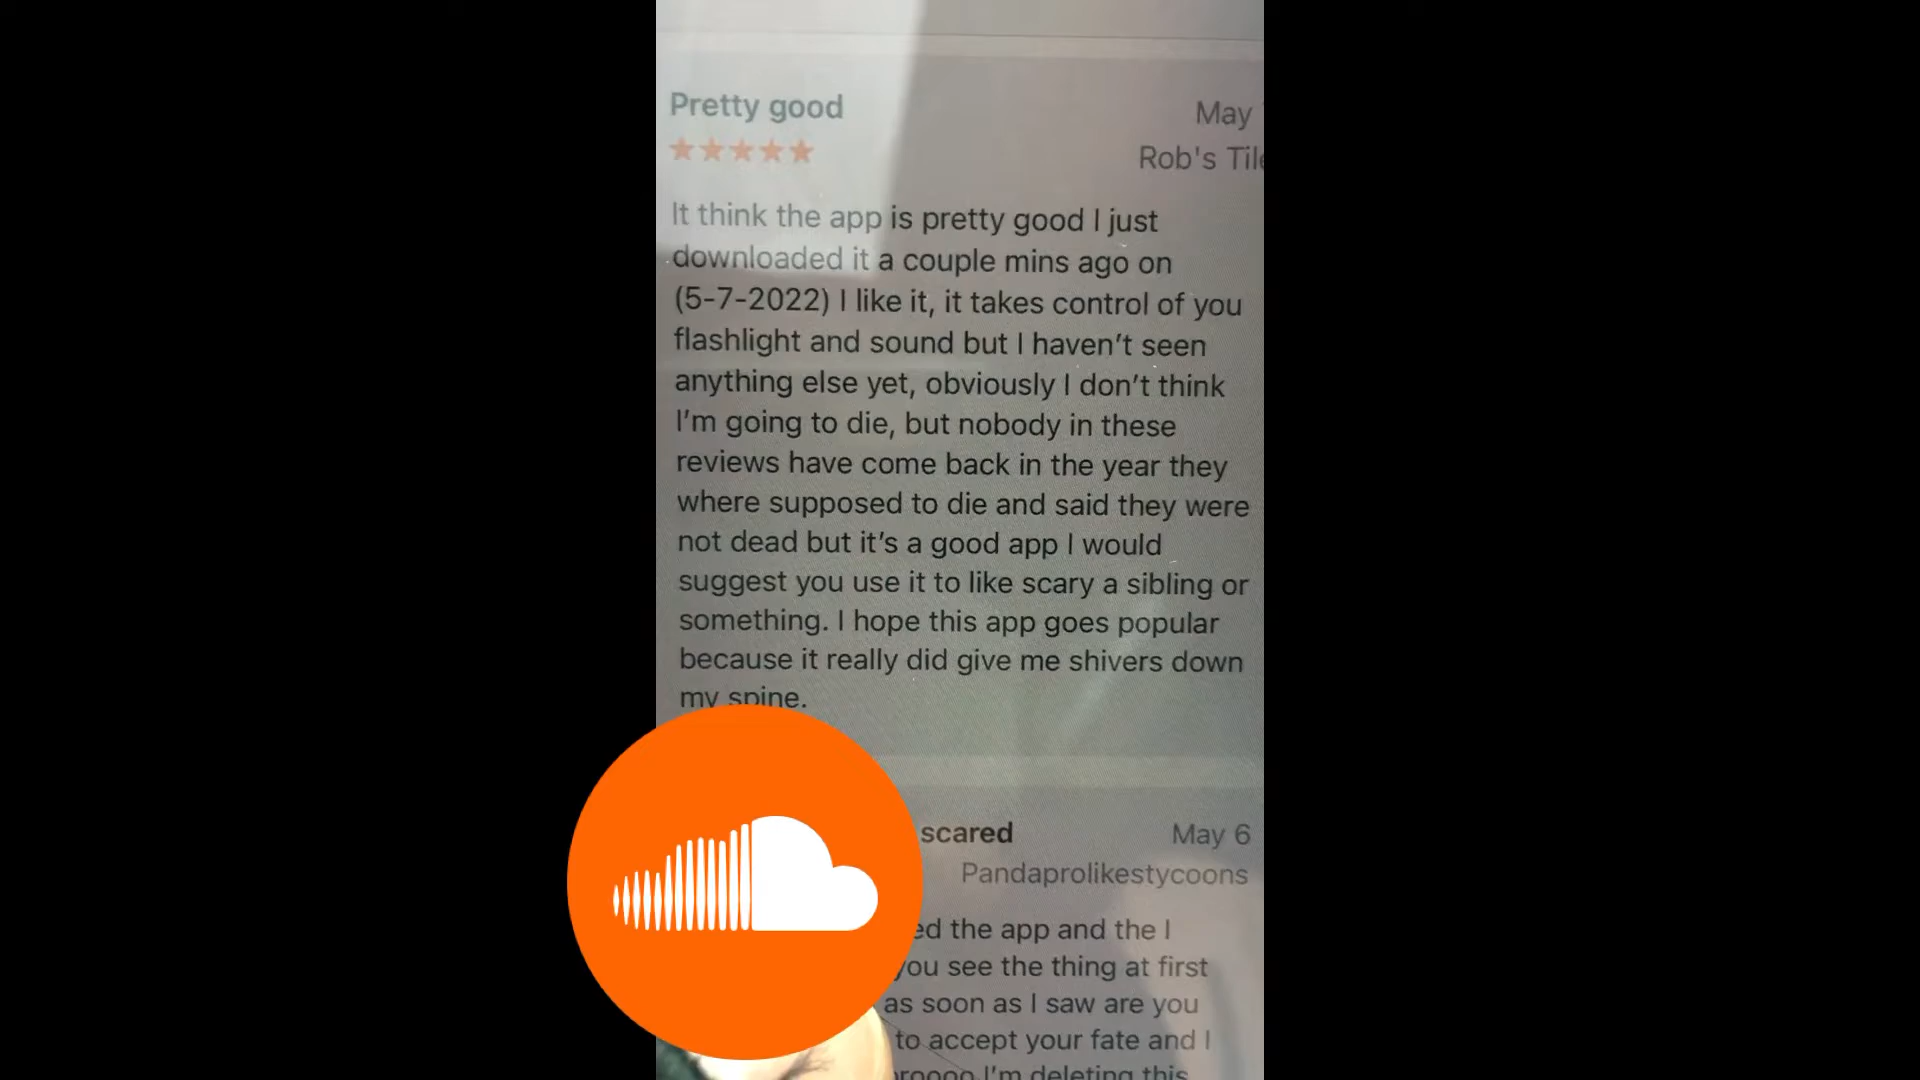 Pretty good
May
Rob's
It think the app is pretty good I just
downloaded it a couple mins ago on
(5-7-2022) I like it, it takes control of you
flashlight and sound but I haven't seen
anything else yet, obviously I don't think
I'm going to die, but nobody in these
reviews have come back in the year they
where supposed to die and said they were
not dead but it's a good app I would
suggest you use it to like scary a sibling or
something. I hope this app goes popular
because it really did give me shivers down
my spine.
scared
May 6
Pandaprolikestycoons
the app and the I
you see the thing at first
as soon as I saw are you
to accept your fate and I
I'm deleting this